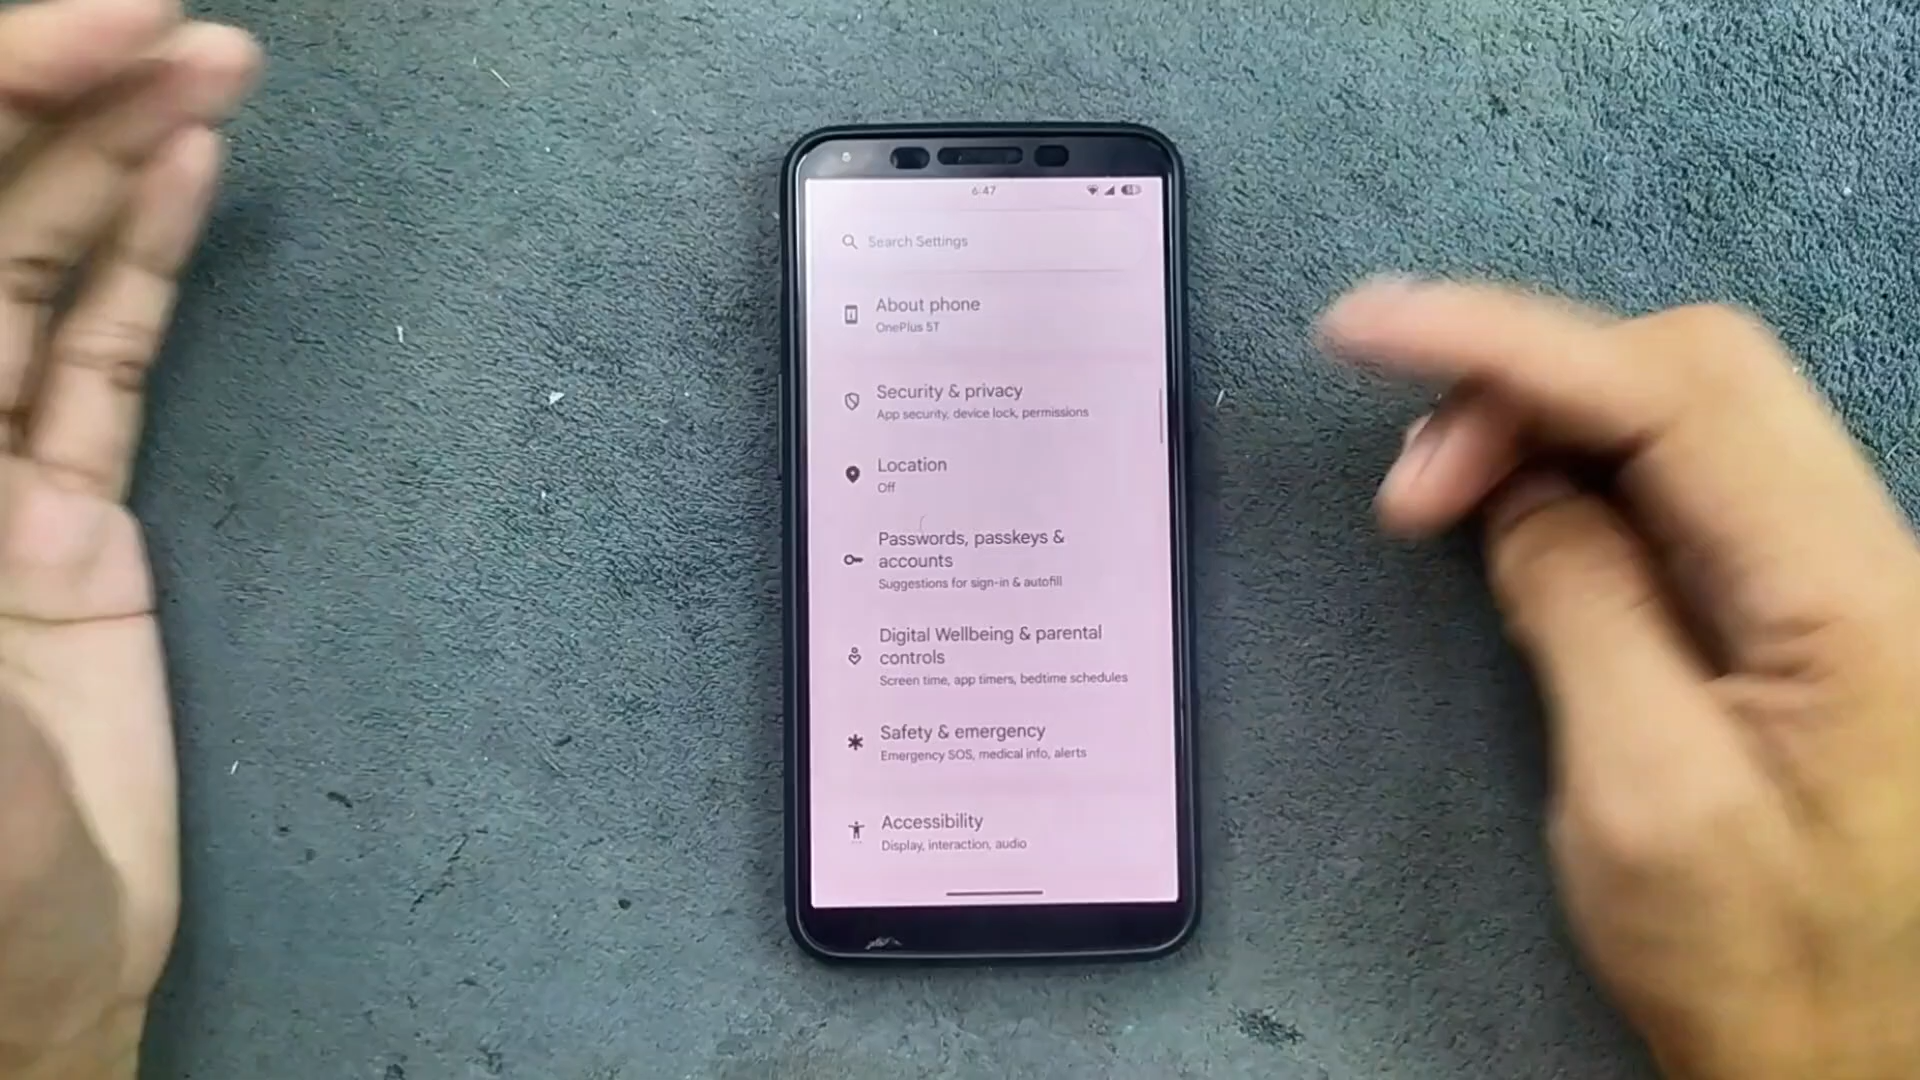 6:47
Search Settings
About phone
OnePlus 5T
Security & privacy
App security, device lock, permissions
Location
Off
Passwords, passkeys &
accounts
Suggestions for sign-in & autofill
Digital Wellbeing & parental
controls
Screen time, app timers, bedtime schedules
Safety & emergency
Emergency SOS, medical info, alerts
Accessibility
Display, interaction, audio